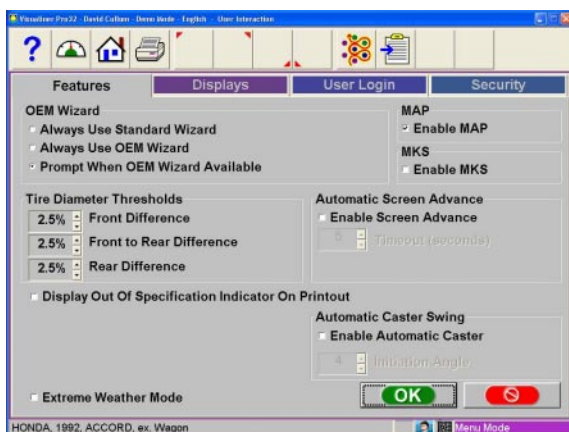 Visualiner Pro32 - David Cullum - Demo Mode - English - User Interaction
?
Features
Displays
User Login
Security
OEM Wizard
Always Use Standard Wizard
Always Use OEM Wizard
Prompt When OEM Wizard Available
MAP
Enable MAP
MKS
Enable MKS
Tire Diameter Thresholds
2.5% Front Difference
2.5% Front to Rear Difference
2.5% Rear Difference
Automatic Screen Advance
Enable Screen Advance
5 Timeout (seconds)
Display Out Of Specification Indicator On Printout
Automatic Caster Swing
Enable Automatic Caster
4 Initiation Angle
Extreme Weather Mode
OK
HONDA, 1992, ACCORD, ex. Wagon
Menu Mode